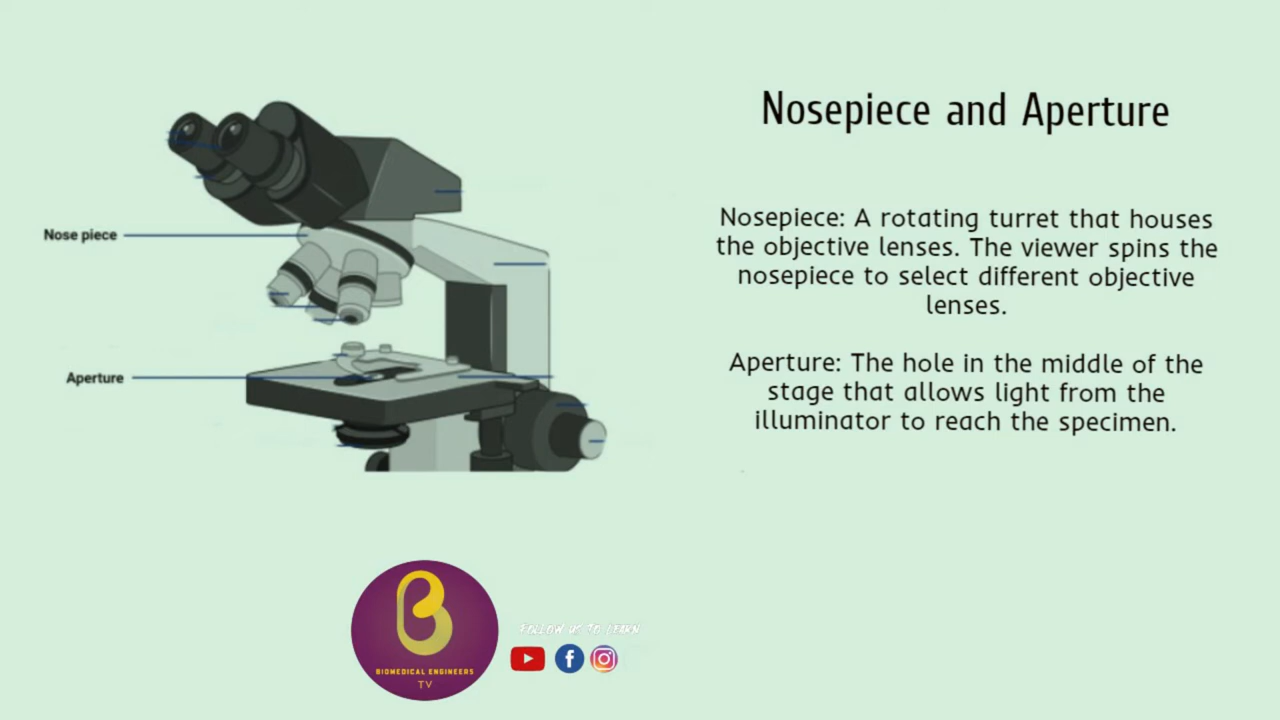 Nosepiece and Aperture
Nose piece
Nosepiece: A rotating turret that houses
the objective lenses. The viewer spins the
nosepiece to select different objective
lenses.
Aperture
Aperture: The hole in the middle of the
stage that allows light from the
illuminator to reach the specimen.
BIOMEDICAL ENGINEERS
TV
FOLLOW US TO LEARN